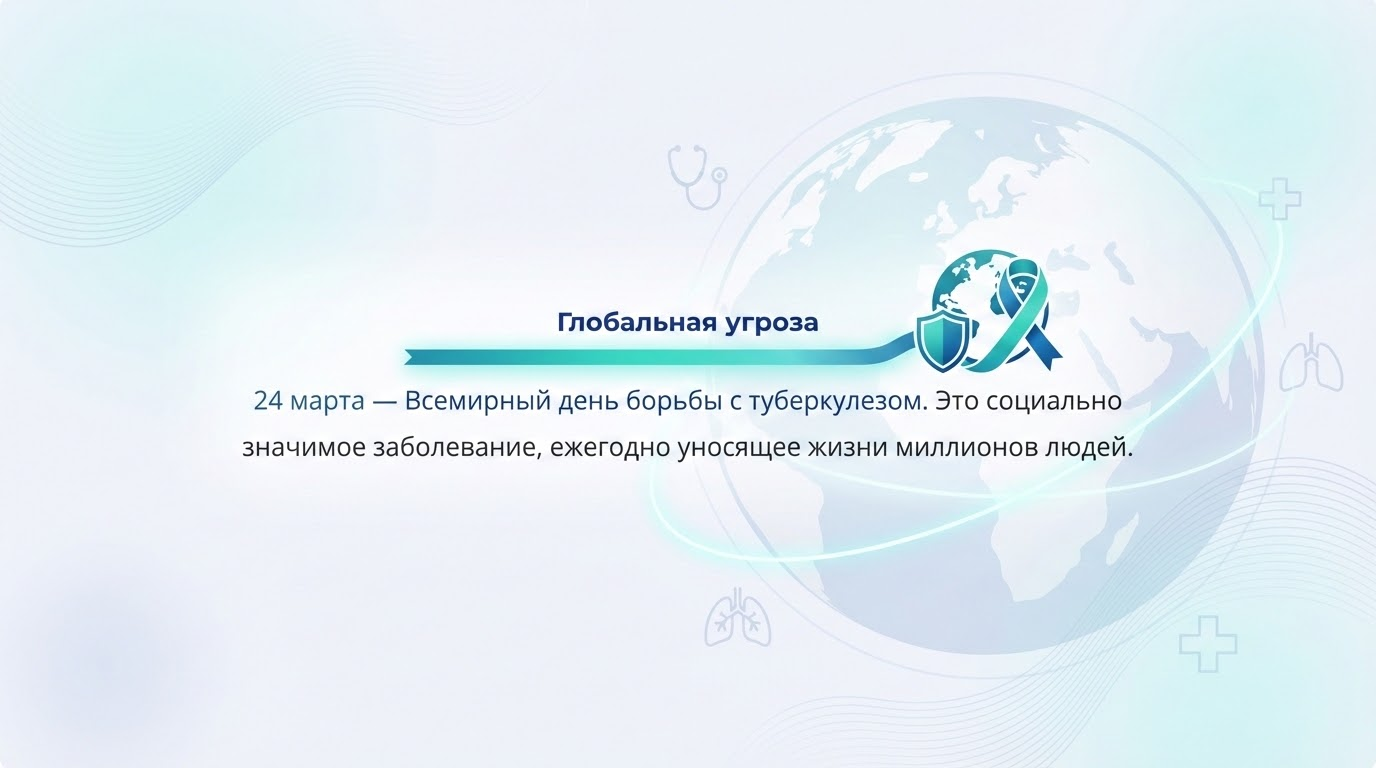 Глобальная угроза
24 марта — Всемирный день борьбы с туберкулезом. Это социально
значимое заболевание, ежегодно уносящее жизни миллионов людей.